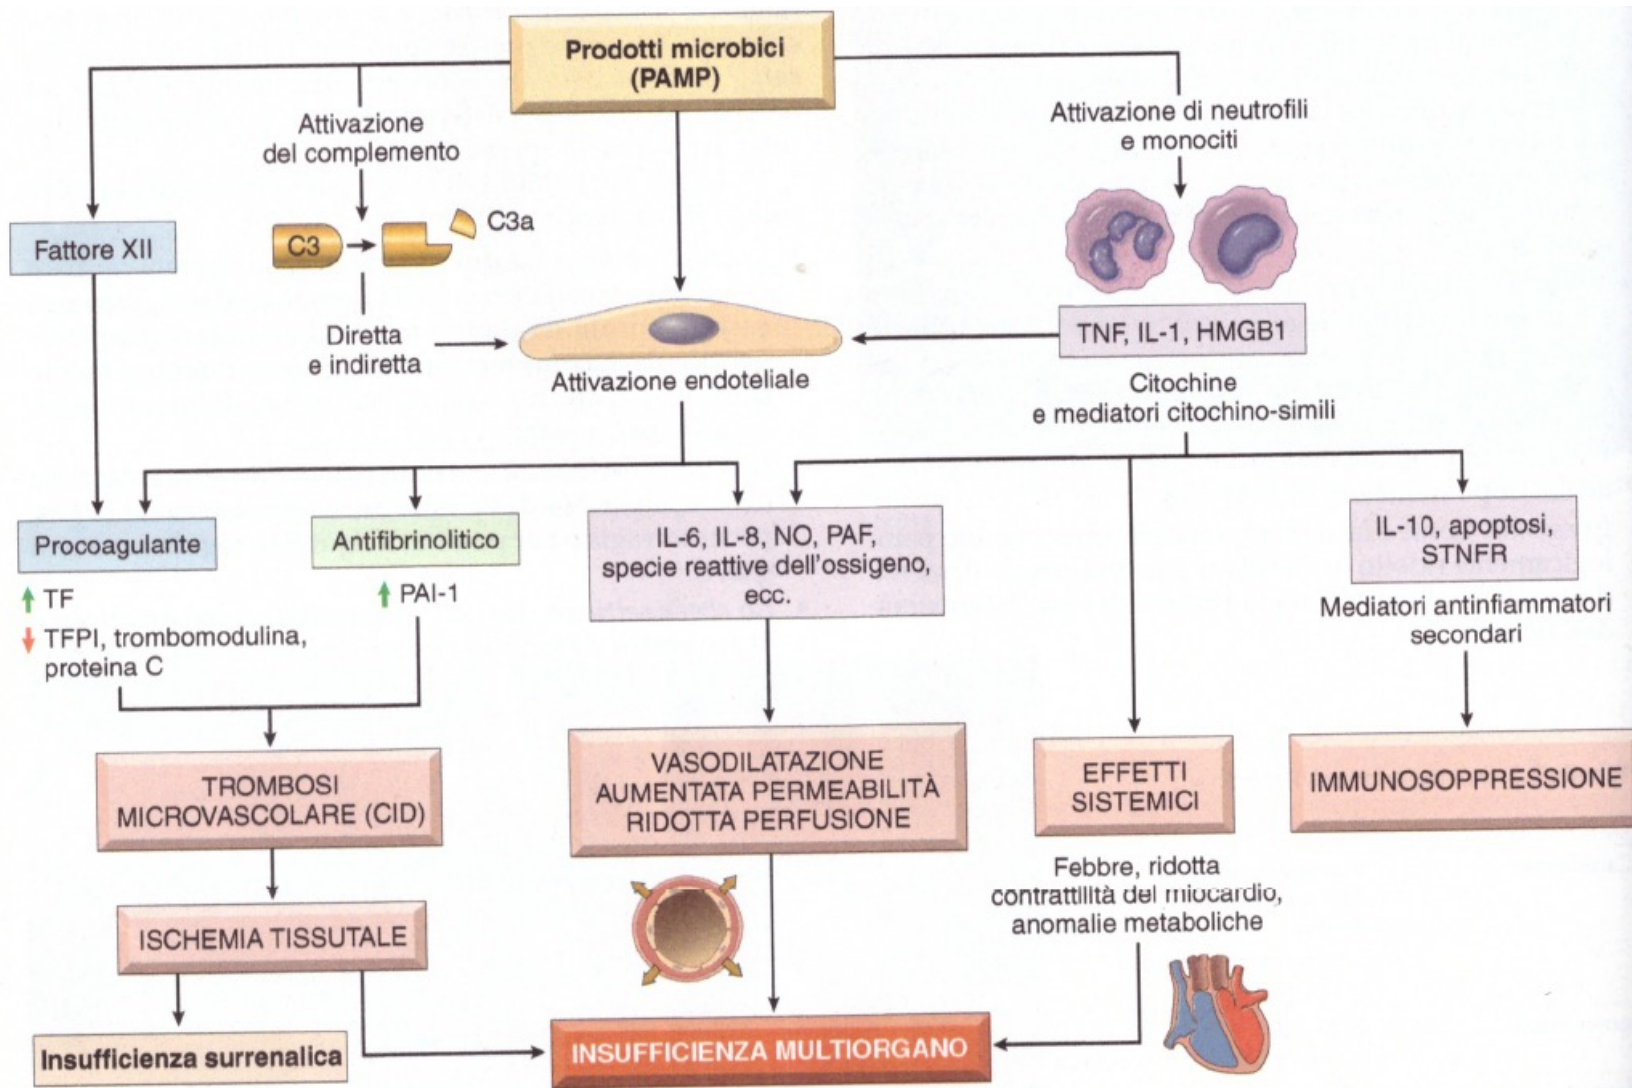 Prodotti microbici
(PAMP)
Attivazione
del complemento
Attivazione di neutrofili
e monociti
C3
C3a
Fattore XII
Diretta
e indiretta
TNF, IL-1, HMGB1
Attivazione endoteliale
Citochine
e mediatori citochino-simili
Procoagulante
TF
TFPI, trombomodulina,
proteina C
Antifibrinolitico
PAI-1
IL-6, IL-8, NO, PAF,
specie reattive dell'ossigeno,
ecc.
IL-10, apoptosi,
STNFR
Mediatori antinfiammatori
secondari
TROMBOSI
MICROVASCOLARE (CID)
VASODILATAZIONE
AUMENTATA PERMEABILITÀ
RIDOTTA PERFUSIONE
EFFETTI
SISTEMICI
IMMUNOSOPPRESSIONE
Febbre, ridotta
contrattilità del miocardio,
anomalie metaboliche
ISCHEMIA TISSUTALE
Insufficienza surrenalica
INSUFFICIENZA MULTIORGANO